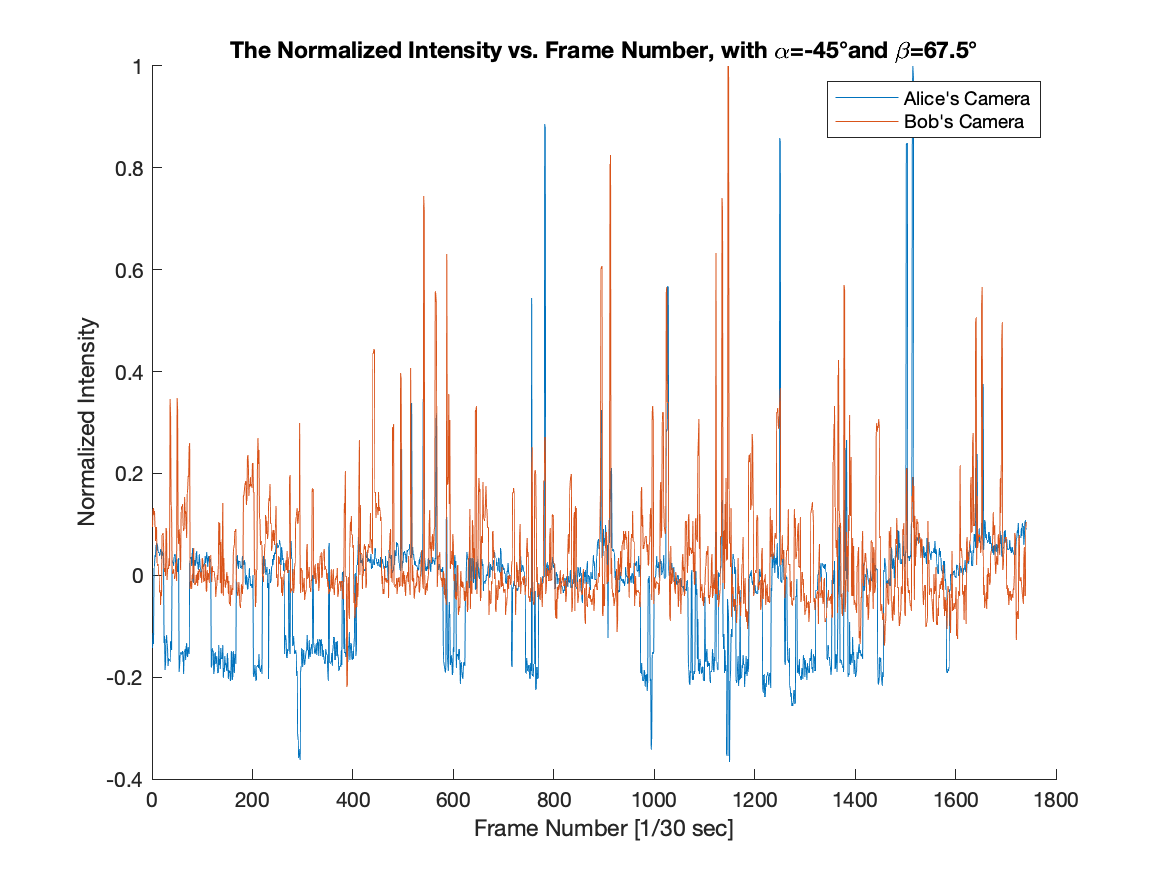 The Normalized Intensity vs. Frame Number, with α=-45°and β=67.5°
Alice's Camera
Bob's Camera
Normalized Intensity
1
0.8
0.6
0.4
0.2
0
-0.2
-0.4
0 200 400 600 800 1000 1200 1400 1600 1800
Frame Number [1/30 sec]